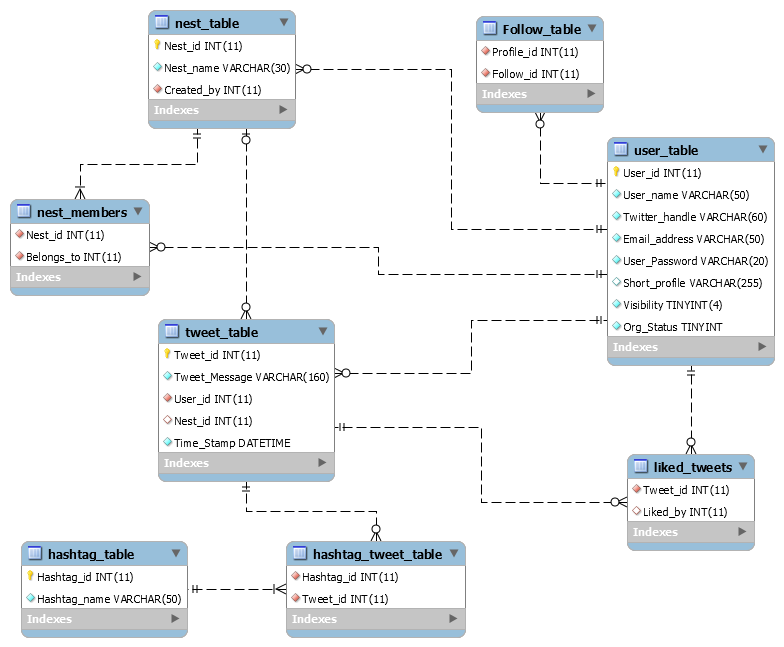 nest_table
Nest_id INT(11)
Nest_name VARCHAR(30)
Created_by INT(11)
Indexes
Follow_table
Profile_id INT(11)
Follow_id INT(11)
Indexes
user_table
User_id INT(11)
User_name VARCHAR(50)
Twitter_handle VARCHAR(60)
Email_address VARCHAR(50)
User_Password VARCHAR(20)
Short_profile VARCHAR(255)
Visibility TINYINT(4)
Org_Status TINYINT
Indexes
nest_members
Nest_id INT(11)
Belongs_to INT(11)
Indexes
tweet_table
Tweet_id INT(11)
Tweet_Message VARCHAR(160)
User_id INT(11)
Nest_id INT(11)
Time_Stamp DATETIME
Indexes
liked_tweets
Tweet_id INT(11)
Liked_by INT(11)
Indexes
hashtag_table
Hashtag_id INT(11)
Hashtag_name VARCHAR(50)
Indexes
hashtag_tweet_table
Hashtag_id INT(11)
Tweet_id INT(11)
Indexes